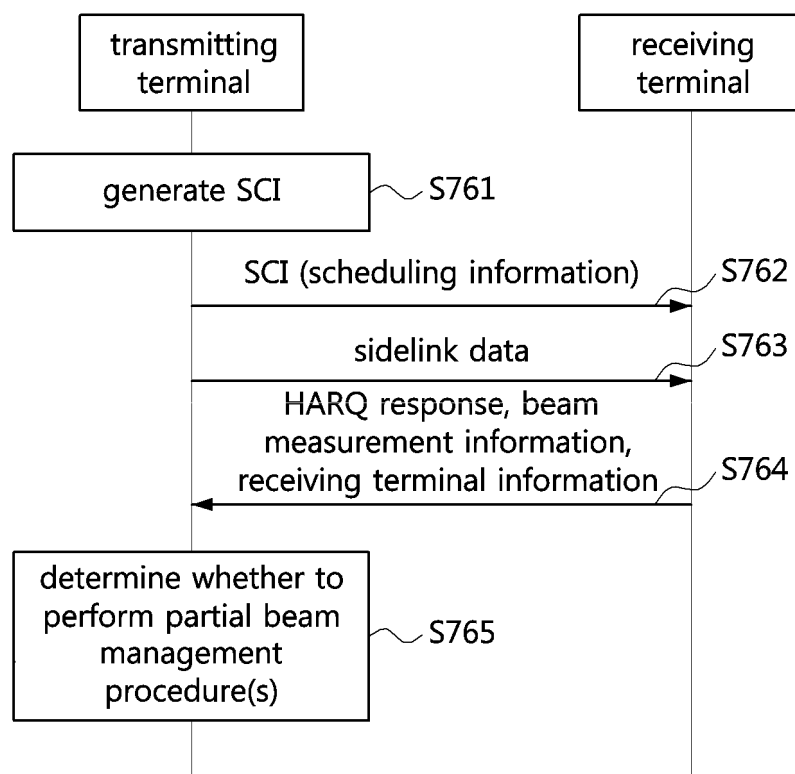 transmitting
terminal
receiving
terminal
generate SCI
S761
SCI (scheduling information)
S762
sidelink data
S763
HARQ response, beam
measurement information,
receiving terminal information
S764
determine whether to
perform partial beam
management
procedure(s)
S765